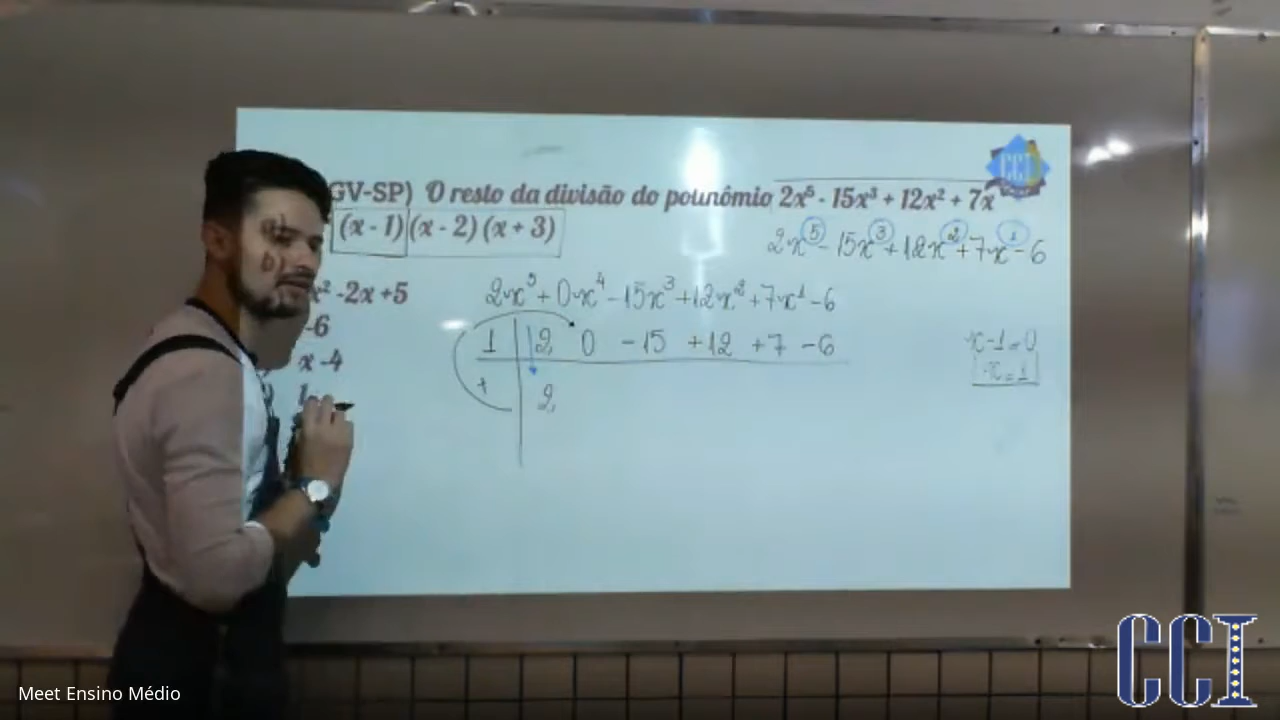 GV-SP) O resto da divisão do polinômio 2x⁵ - 15x³ + 12x² + 7x
(x - 1) (x - 2) (x + 3)
2x⁵ - 15x³ + 12x² + 7x¹ - 6
x² -2x +5
-6
x -4
1
2x⁵ + 0x⁴ - 15x³ + 12x² + 7x¹ - 6
1 2 0 - 15 + 12 + 7 - 6
+ 2
x - 1 = 0
x = 1
CCI
CCI
Meet Ensino Médio